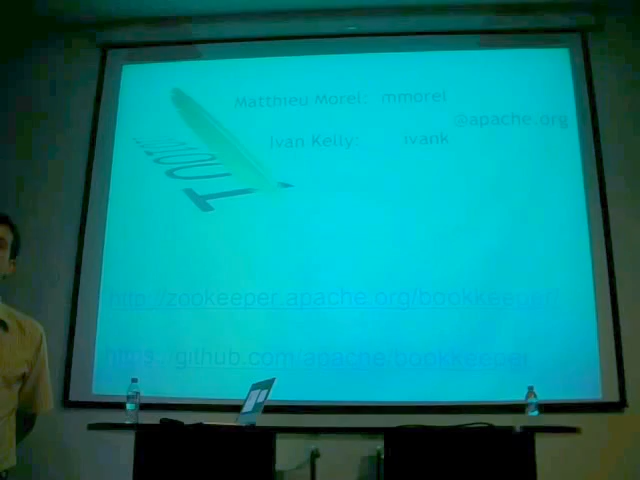 Matthieu Morel: mmorel
@apache.org
Ivan Kelly: ivank
http://zookeeper.apache.org/bookkeeper/
https://github.com/apache/bookkeeper